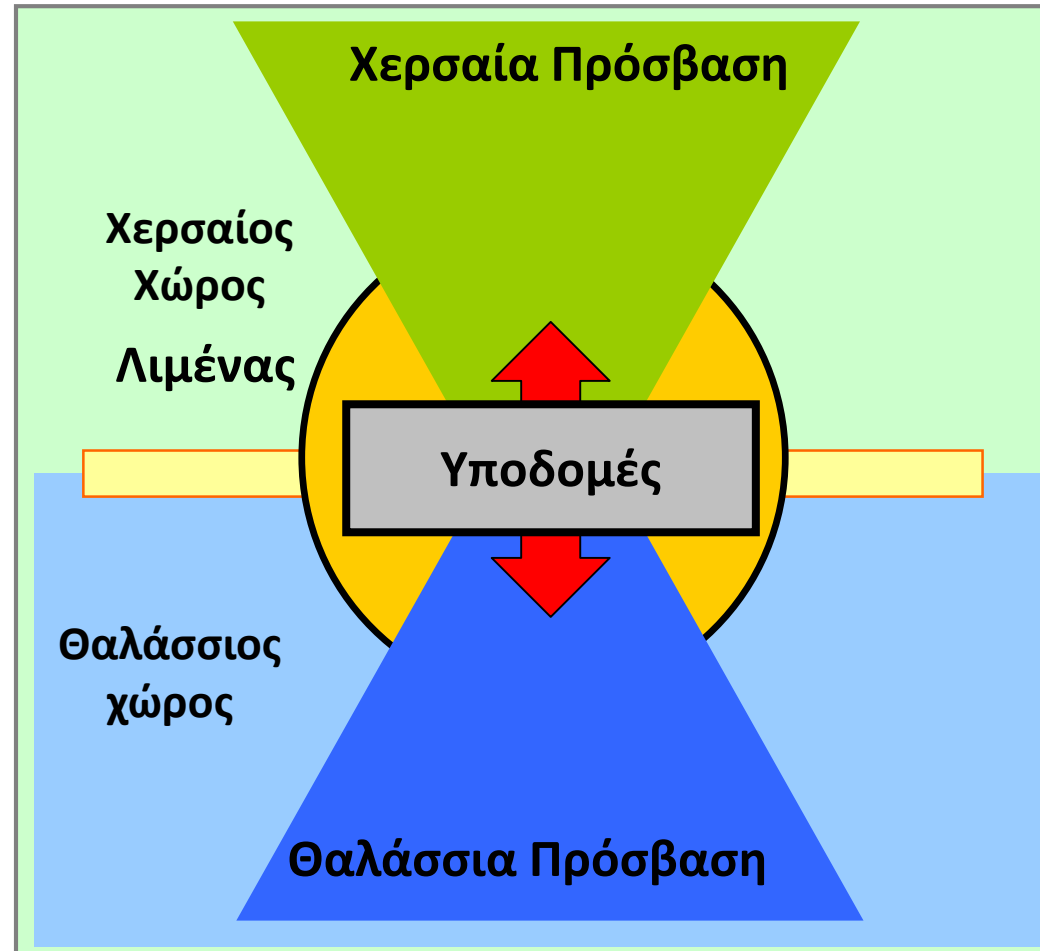 Χερσαία Πρόσβαση
Χερσαίος
Χώρος
Λιμένας
Υποδομές
Θαλάσσιος
χώρος
Θαλάσσια Πρόσβαση